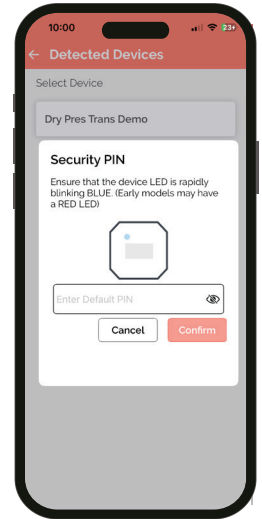 10:00
23+
← Detected Devices
Select Device
Dry Pres Trans Demo
Security PIN
Ensure that the device LED is rapidly
blinking BLUE. (Early models may have
a RED LED)
Enter Default PIN
Cancel Confirm